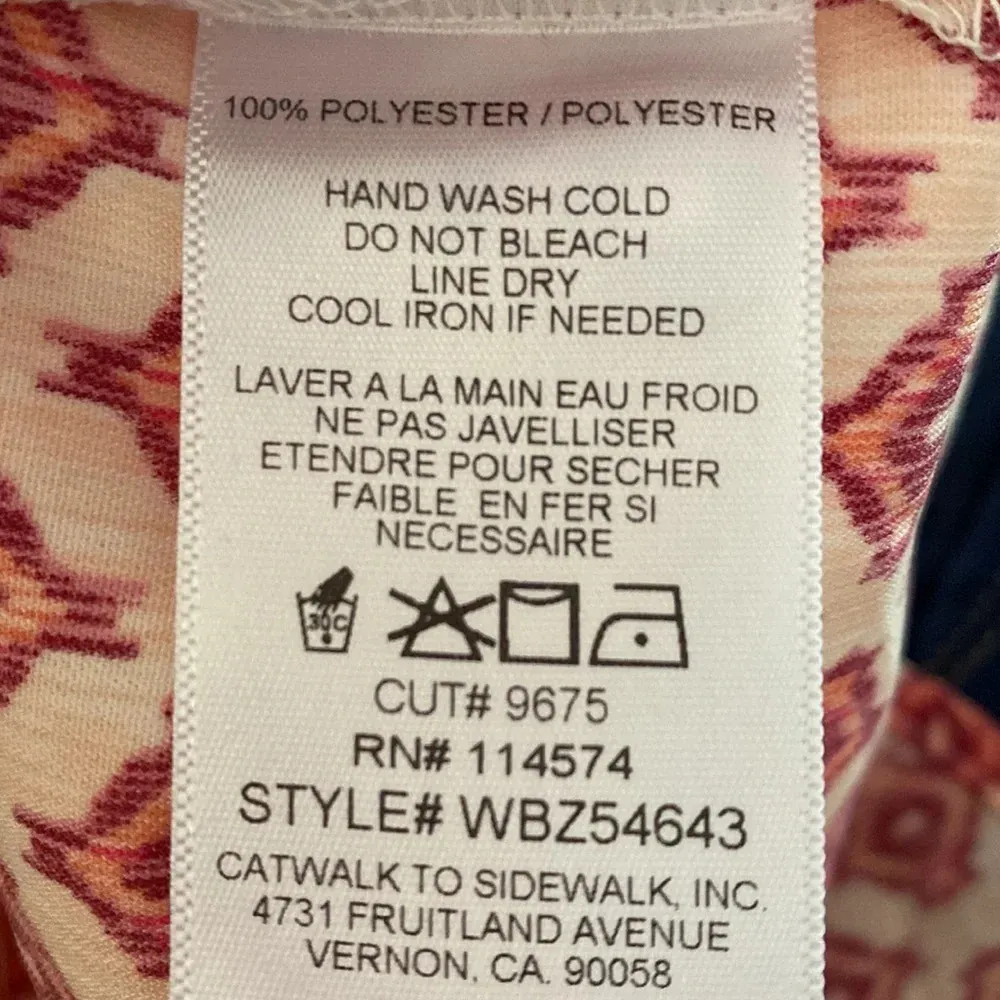 100% POLYESTER / POLYESTER
HAND WASH COLD
DO NOT BLEACH
LINE DRY
COOL IRON IF NEEDED
LAVER A LA MAIN EAU FROID
NE PAS JAVELLISER
ETENDRE POUR SECHER
FAIBLE EN FER SI
NECESSAIRE
30C
CUT# 9675
RN# 114574
STYLE# WBZ54643
CATWALK TO SIDEWALK, INC.
4731 FRUITLAND AVENUE
VERNON, CA. 90058